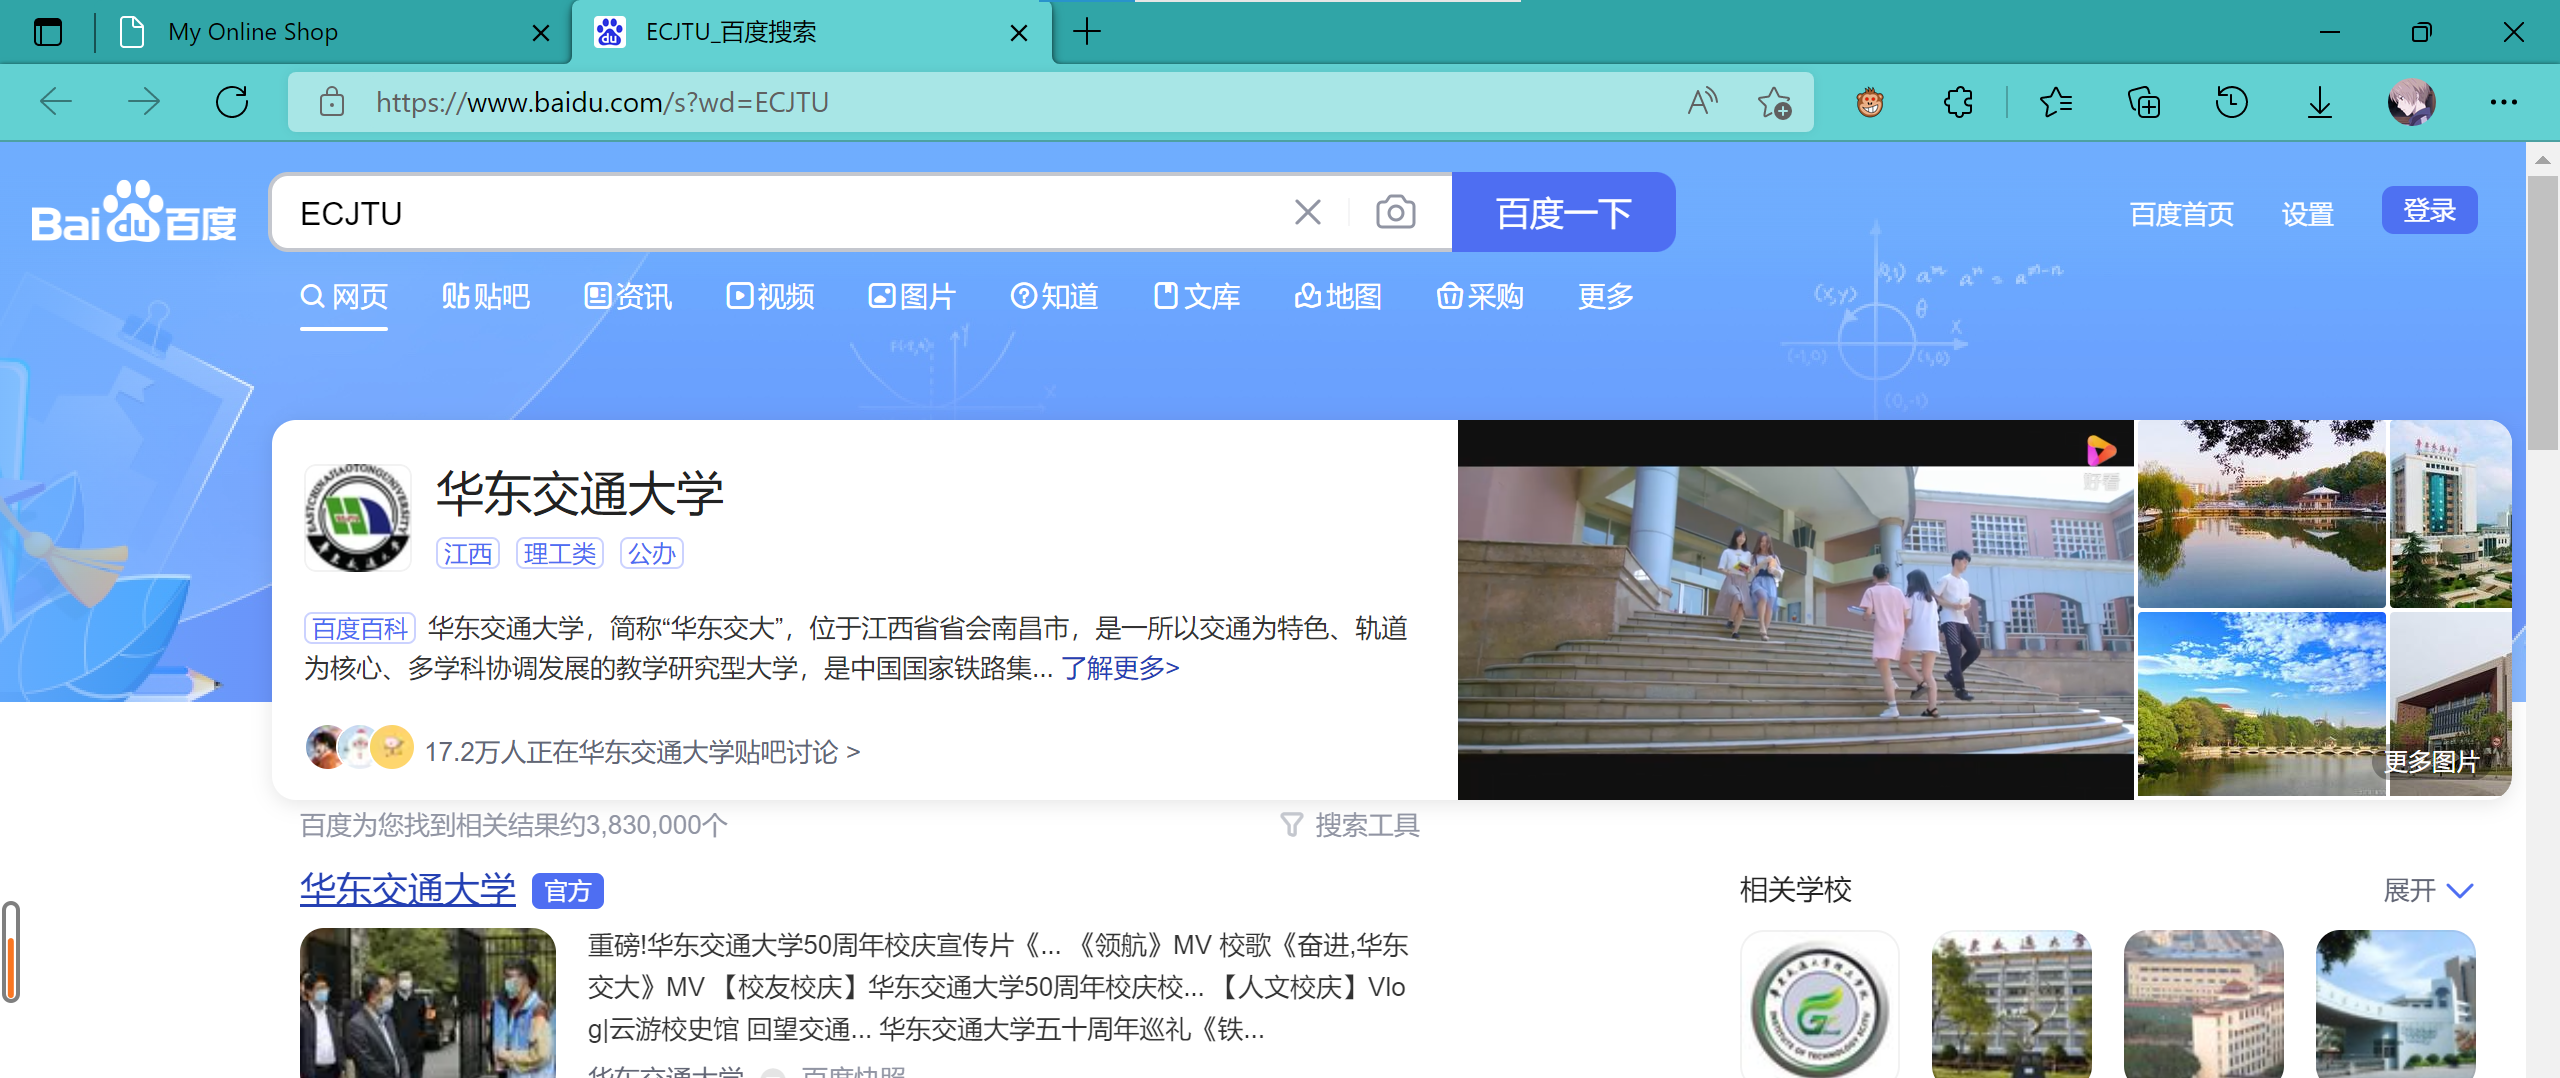 My Online Shop
ECJTU_百度搜索
https://www.baidu.com/s?wd=ECJTU
Bai du 百度
ECJTU
百度一下
百度首页
设置
登录
网页
贴吧
资讯
视频
图片
知道
文库
地图
采购
更多
华东交通大学
江西
理工类
公办
百度百科 华东交通大学，简称“华东交大”，位于江西省省会南昌市，是一所以交通为特色、轨道
为核心、多学科协调发展的教学研究型大学，是中国国家铁路集... 了解更多>
17.2万人正在华东交通大学贴吧讨论 >
好看
更多图片
百度为您找到相关结果约3,830,000个
搜索工具
华东交通大学 官方
重磅!华东交通大学50周年校庆宣传片《... 《领航》MV 校歌《奋进,华东
交大》MV 【校友校庆】华东交通大学50周年校庆校... 【人文校庆】Vlo
g|云游校史馆 回望交通... 华东交通大学五十周年巡礼《铁...
华东交通大学 百度快照
相关学校
展开